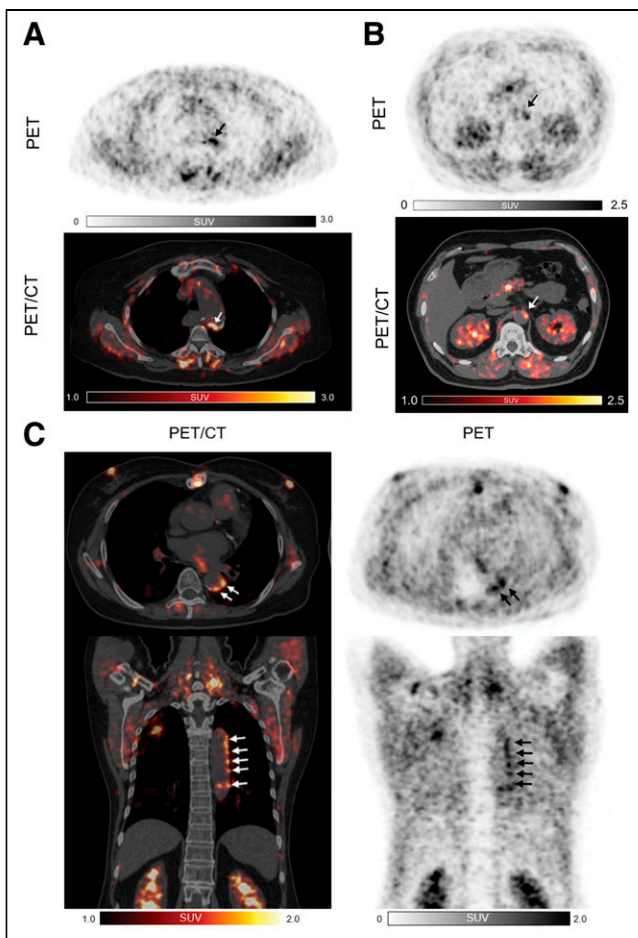 A
B
PET
PET
0 SUV 3.0
0 SUV 2.5
PET/CT
PET/CT
1.0 SUV 3.0
1.0 SUV 2.5
C
PET/CT
PET
1.0 SUV 2.0
0 SUV 2.0